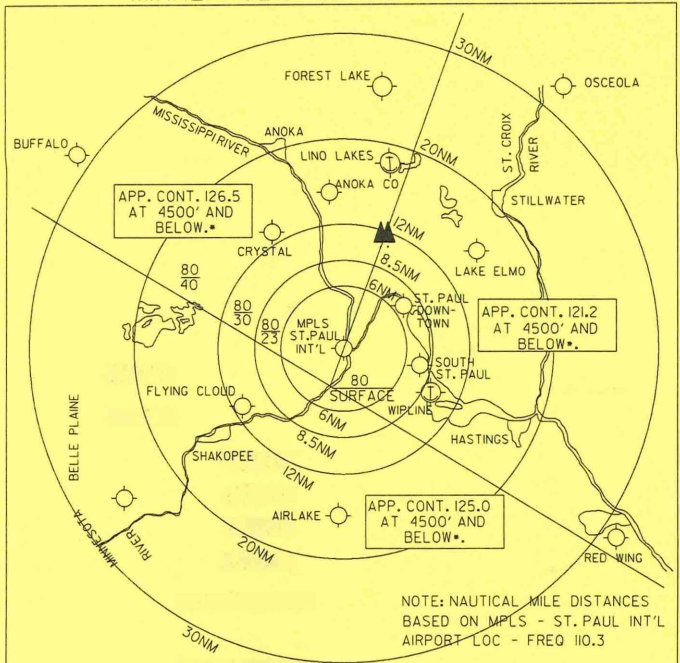 30NM
FOREST LAKE
OSCEOLA
MISSISSIPPI RIVER
ANOKA
20NM
ST. CROIX
RIVER
BUFFALO
LINO LAKES
T
ANOKA CO
STILLWATER
APP. CONT. 126.5
AT 4500' AND
BELOW.*
12NM
CRYSTAL
8.5NM
LAKE ELMO
80
40
6NM
80
30
80
23
ST. PAUL
DOWN-
TOWN
MPLS
ST. PAUL
INT'L
APP. CONT. 121.2
AT 4500' AND
BELOW*.
SOUTH
ST. PAUL
80
SURFACE
FLYING CLOUD
WIPLINE
T
6NM
8.5NM
HASTINGS
BELLE PLAINE
SHAKOPEE
12NM
AIRLAKE
APP. CONT. 125.0
AT 4500' AND
BELOW*.
20NM
MINNESOTA
RIVER
RED WING
NOTE: NAUTICAL MILE DISTANCES
BASED ON MPLS - ST. PAUL INT'L
AIRPORT LOC - FREQ 110.3
30NM